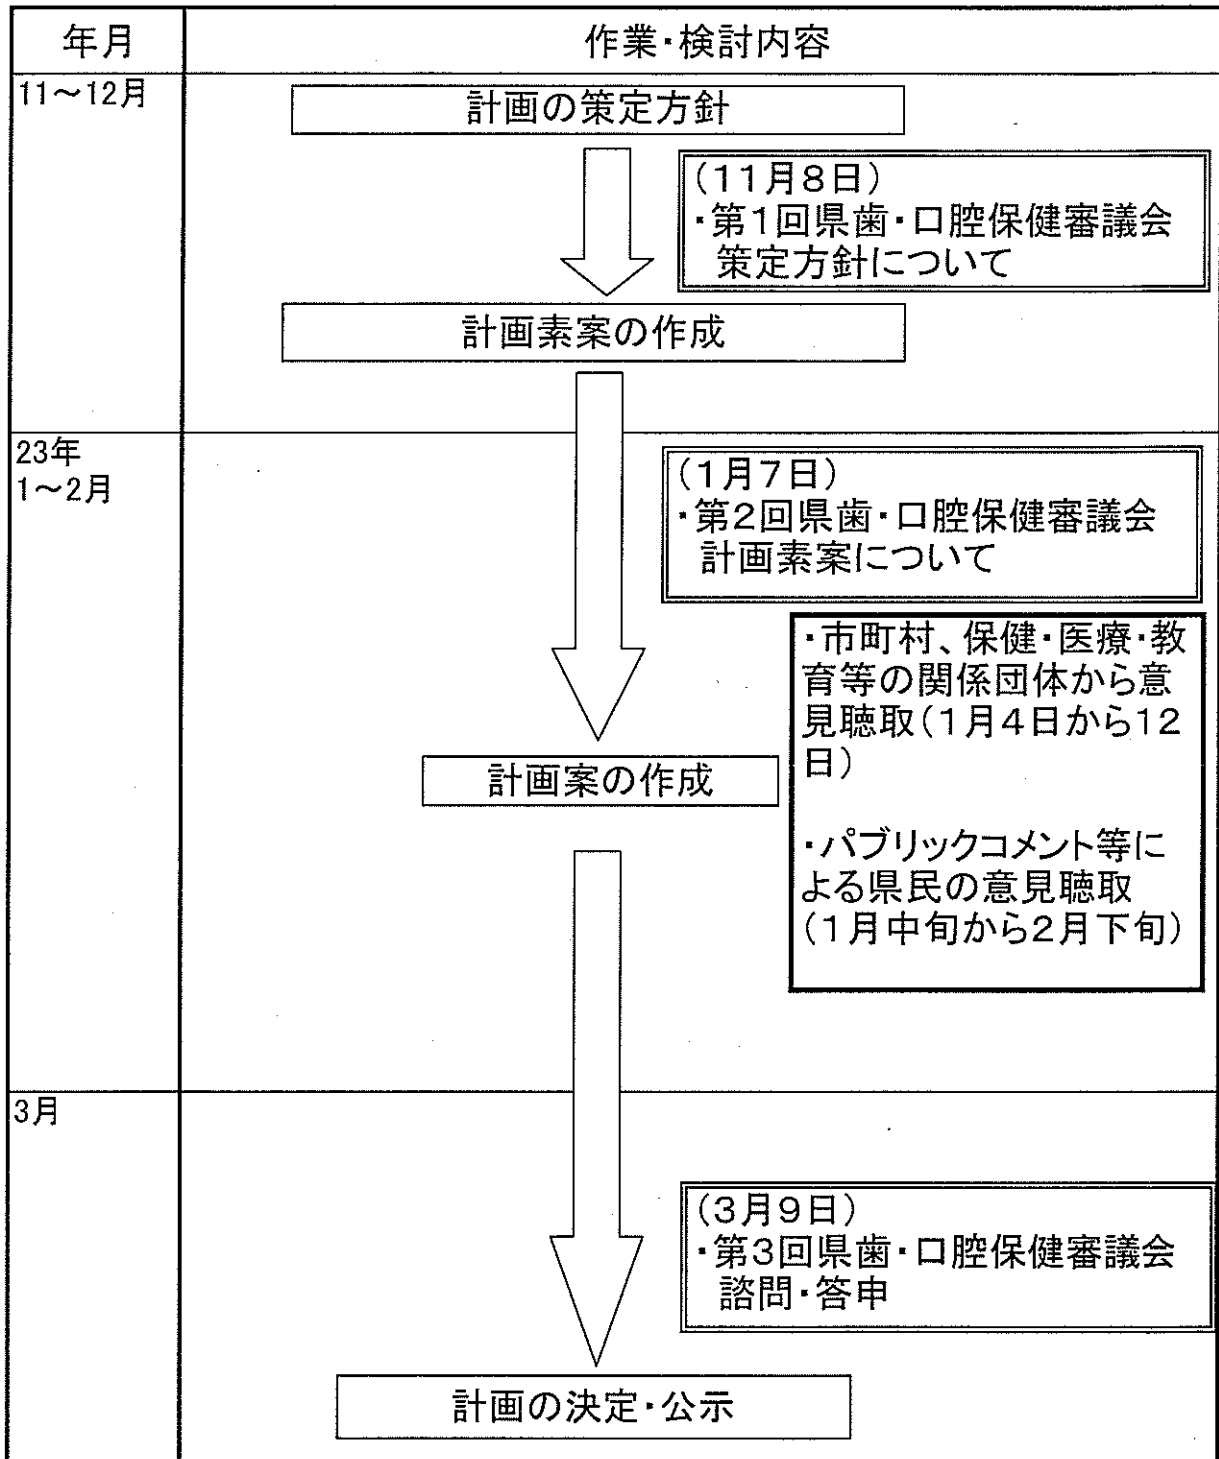 年月
作業・検討内容
11～12月
計画の策定方針
(11月8日)
・第1回県歯・口腔保健審議会
策定方針について
計画素案の作成
23年
1～2月
(1月7日)
・第2回県歯・口腔保健審議会
計画素案について
・市町村、保健・医療・教
育等の関係団体から意
見聴取(1月4日から12
日)
・パブリックコメント等に
よる県民の意見聴取
(1月中旬から2月下旬)
計画案の作成
3月
(3月9日)
・第3回県歯・口腔保健審議会
諮問・答申
計画の決定・公示